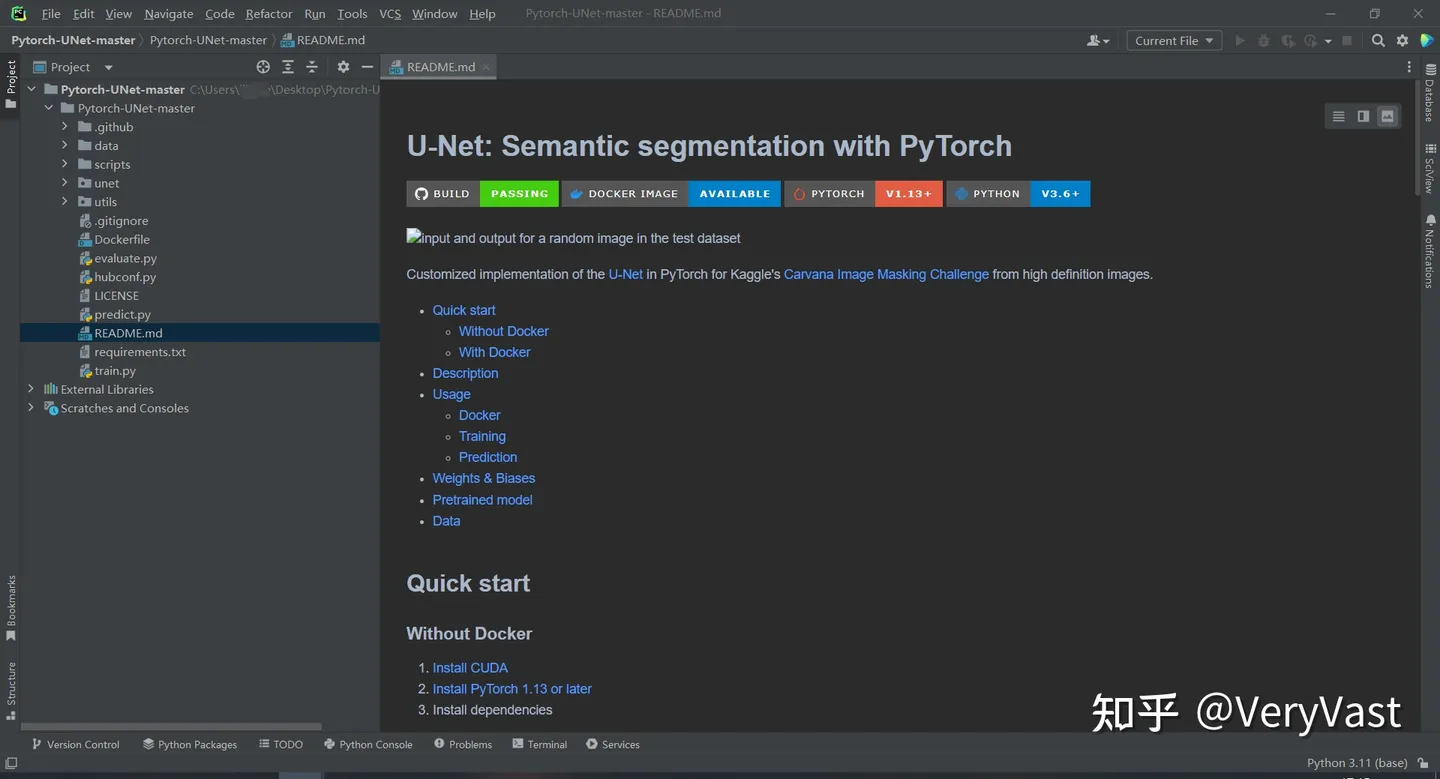 File Edit View Navigate Code Refactor Run Tools VCS Window Help Pytorch-UNet-master - README.md
Pytorch-UNet-master Pytorch-UNet-master README.md
Current File
Project
Project
README.md
Pytorch-UNet-master C:\Users\ \Desktop\Pytorch-U
Pytorch-UNet-master
.github
data
scripts
unet
utils
.gitignore
Dockerfile
evaluate.py
hubconf.py
LICENSE
predict.py
README.md
requirements.txt
train.py
External Libraries
Scratches and Consoles
Bookmarks
Structure
U-Net: Semantic segmentation with PyTorch
BUILD PASSING DOCKER IMAGE AVAILABLE PYTORCH V1.13+ PYTHON V3.6+
input and output for a random image in the test dataset
Customized implementation of the U-Net in PyTorch for Kaggle's Carvana Image Masking Challenge from high definition images.
• Quick start
◦ Without Docker
◦ With Docker
• Description
• Usage
◦ Docker
◦ Training
◦ Prediction
• Weights & Biases
• Pretrained model
• Data
Quick start
Without Docker
1. Install CUDA
2. Install PyTorch 1.13 or later
3. Install dependencies
Database
SciView
Notifications
知乎 @VeryVast
Version Control Python Packages TODO Python Console Problems Terminal Services
Python 3.11 (base)